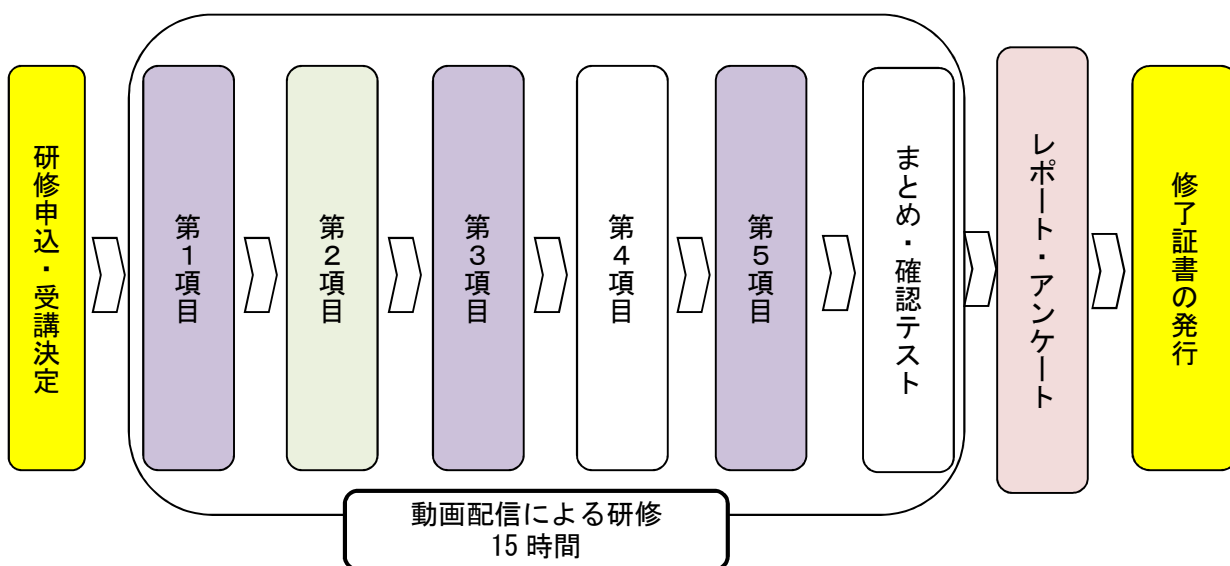 研修申込・受講決定
第１項目
第２項目
第３項目
第４項目
第５項目
まとめ・確認テスト
レポート・アンケート
修了証書の発行
動画配信による研修
15 時間